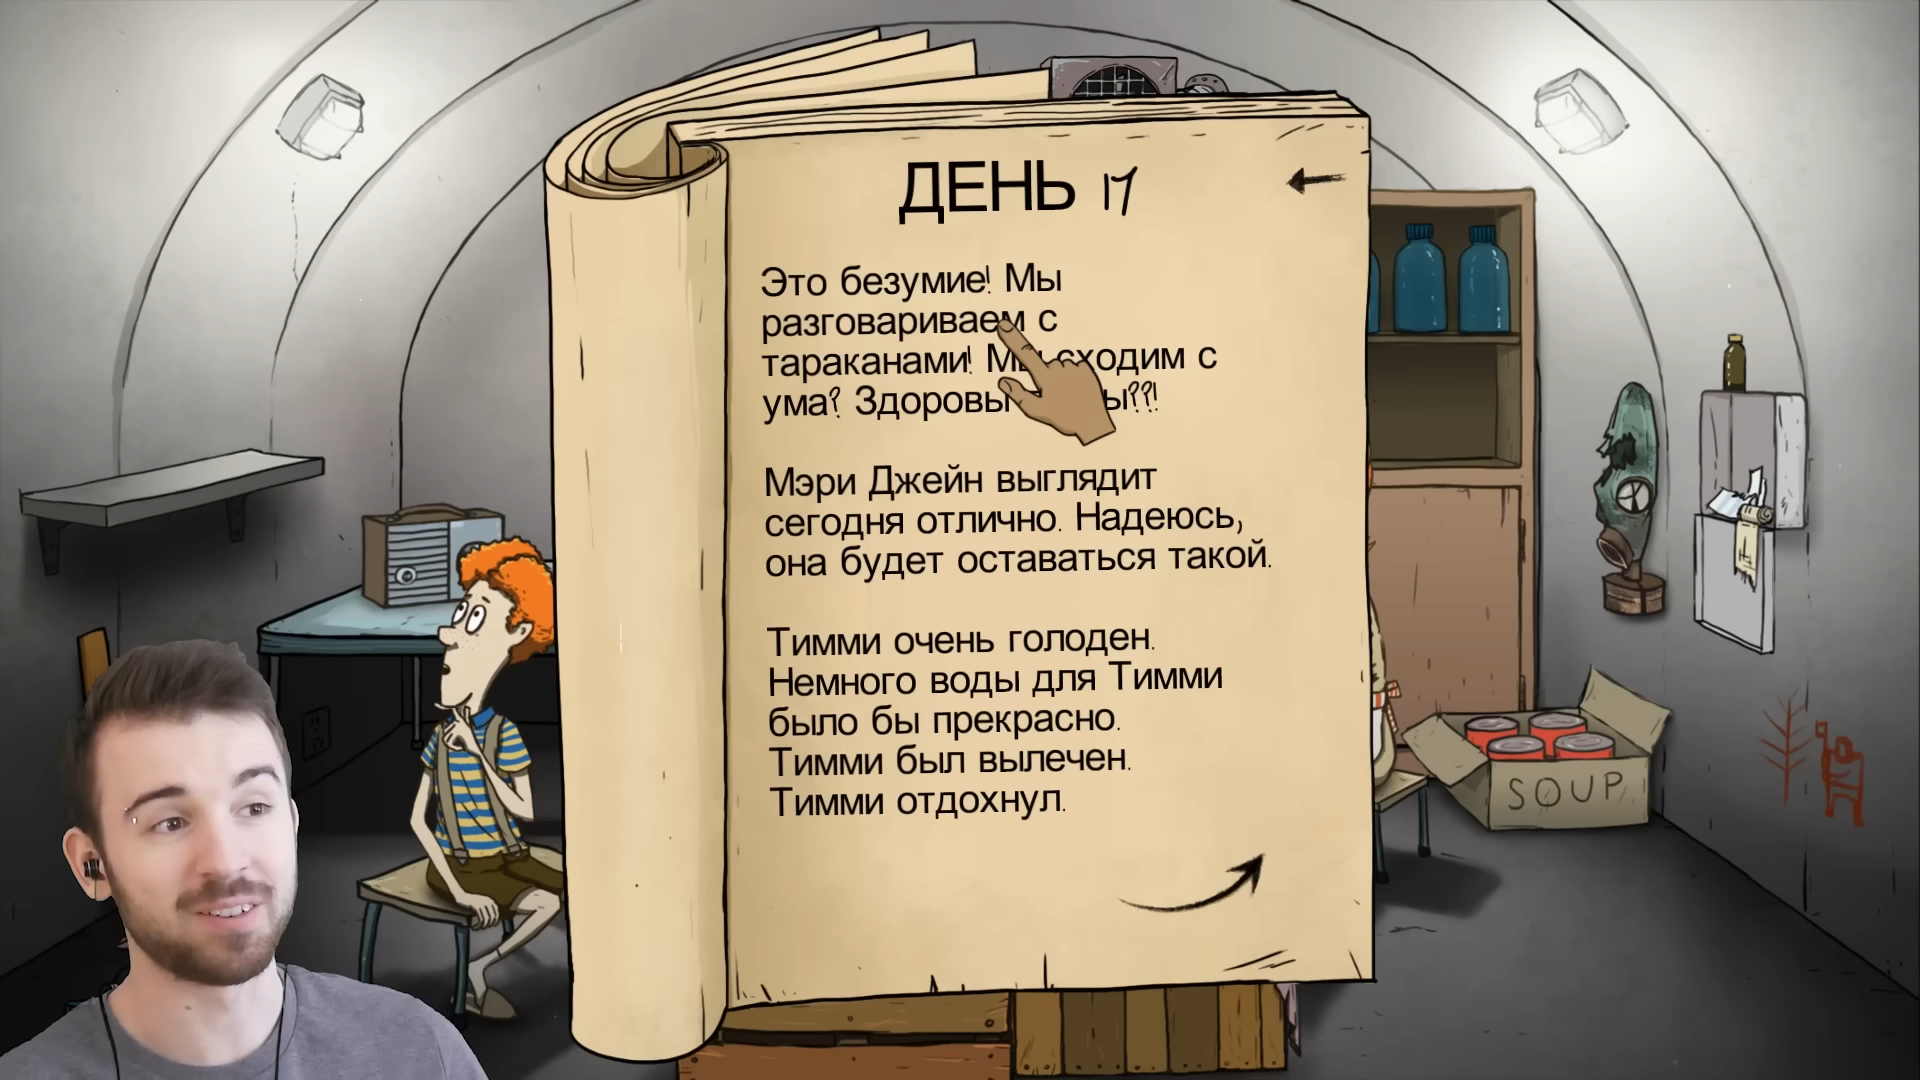 ДЕНЬ 17
Это безумие! Мы
разговариваем с
тараканами! Мы сходим с
ума? Здоровы ??!
Мэри Джейн выглядит
сегодня отлично. Надеюсь,
она будет оставаться такой.
Тимми очень голоден.
Немного воды для Тимми
было бы прекрасно.
Тимми был вылечен.
Тимми отдохнул.
SOUP